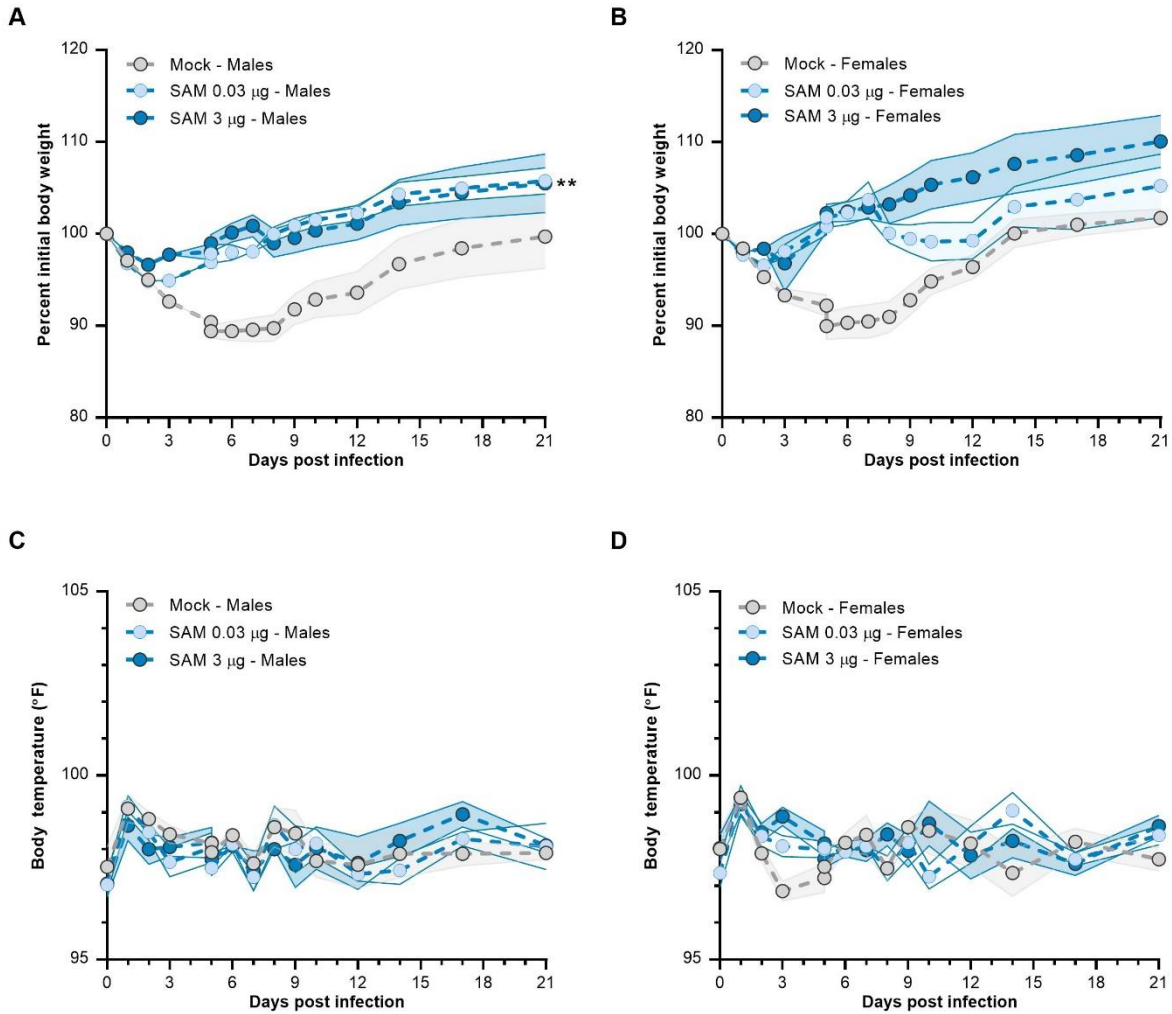 A
Percent initial body weight
120
110
100
90
80
Mock - Males
SAM 0.03 μg - Males
SAM 3 μg - Males
**
0 3 6 9 12 15 18 21
Days post infection
B
Percent initial body weight
120
110
100
90
80
Mock - Females
SAM 0.03 μg - Females
SAM 3 μg - Females
0 3 6 9 12 15 18 21
Days post infection
C
Body temperature (°F)
105
100
95
Mock - Males
SAM 0.03 μg - Males
SAM 3 μg - Males
0 3 6 9 12 15 18 21
Days post infection
D
Body temperature (°F)
105
100
95
Mock - Females
SAM 0.03 μg - Females
SAM 3 μg - Females
0 3 6 9 12 15 18 21
Days post infection